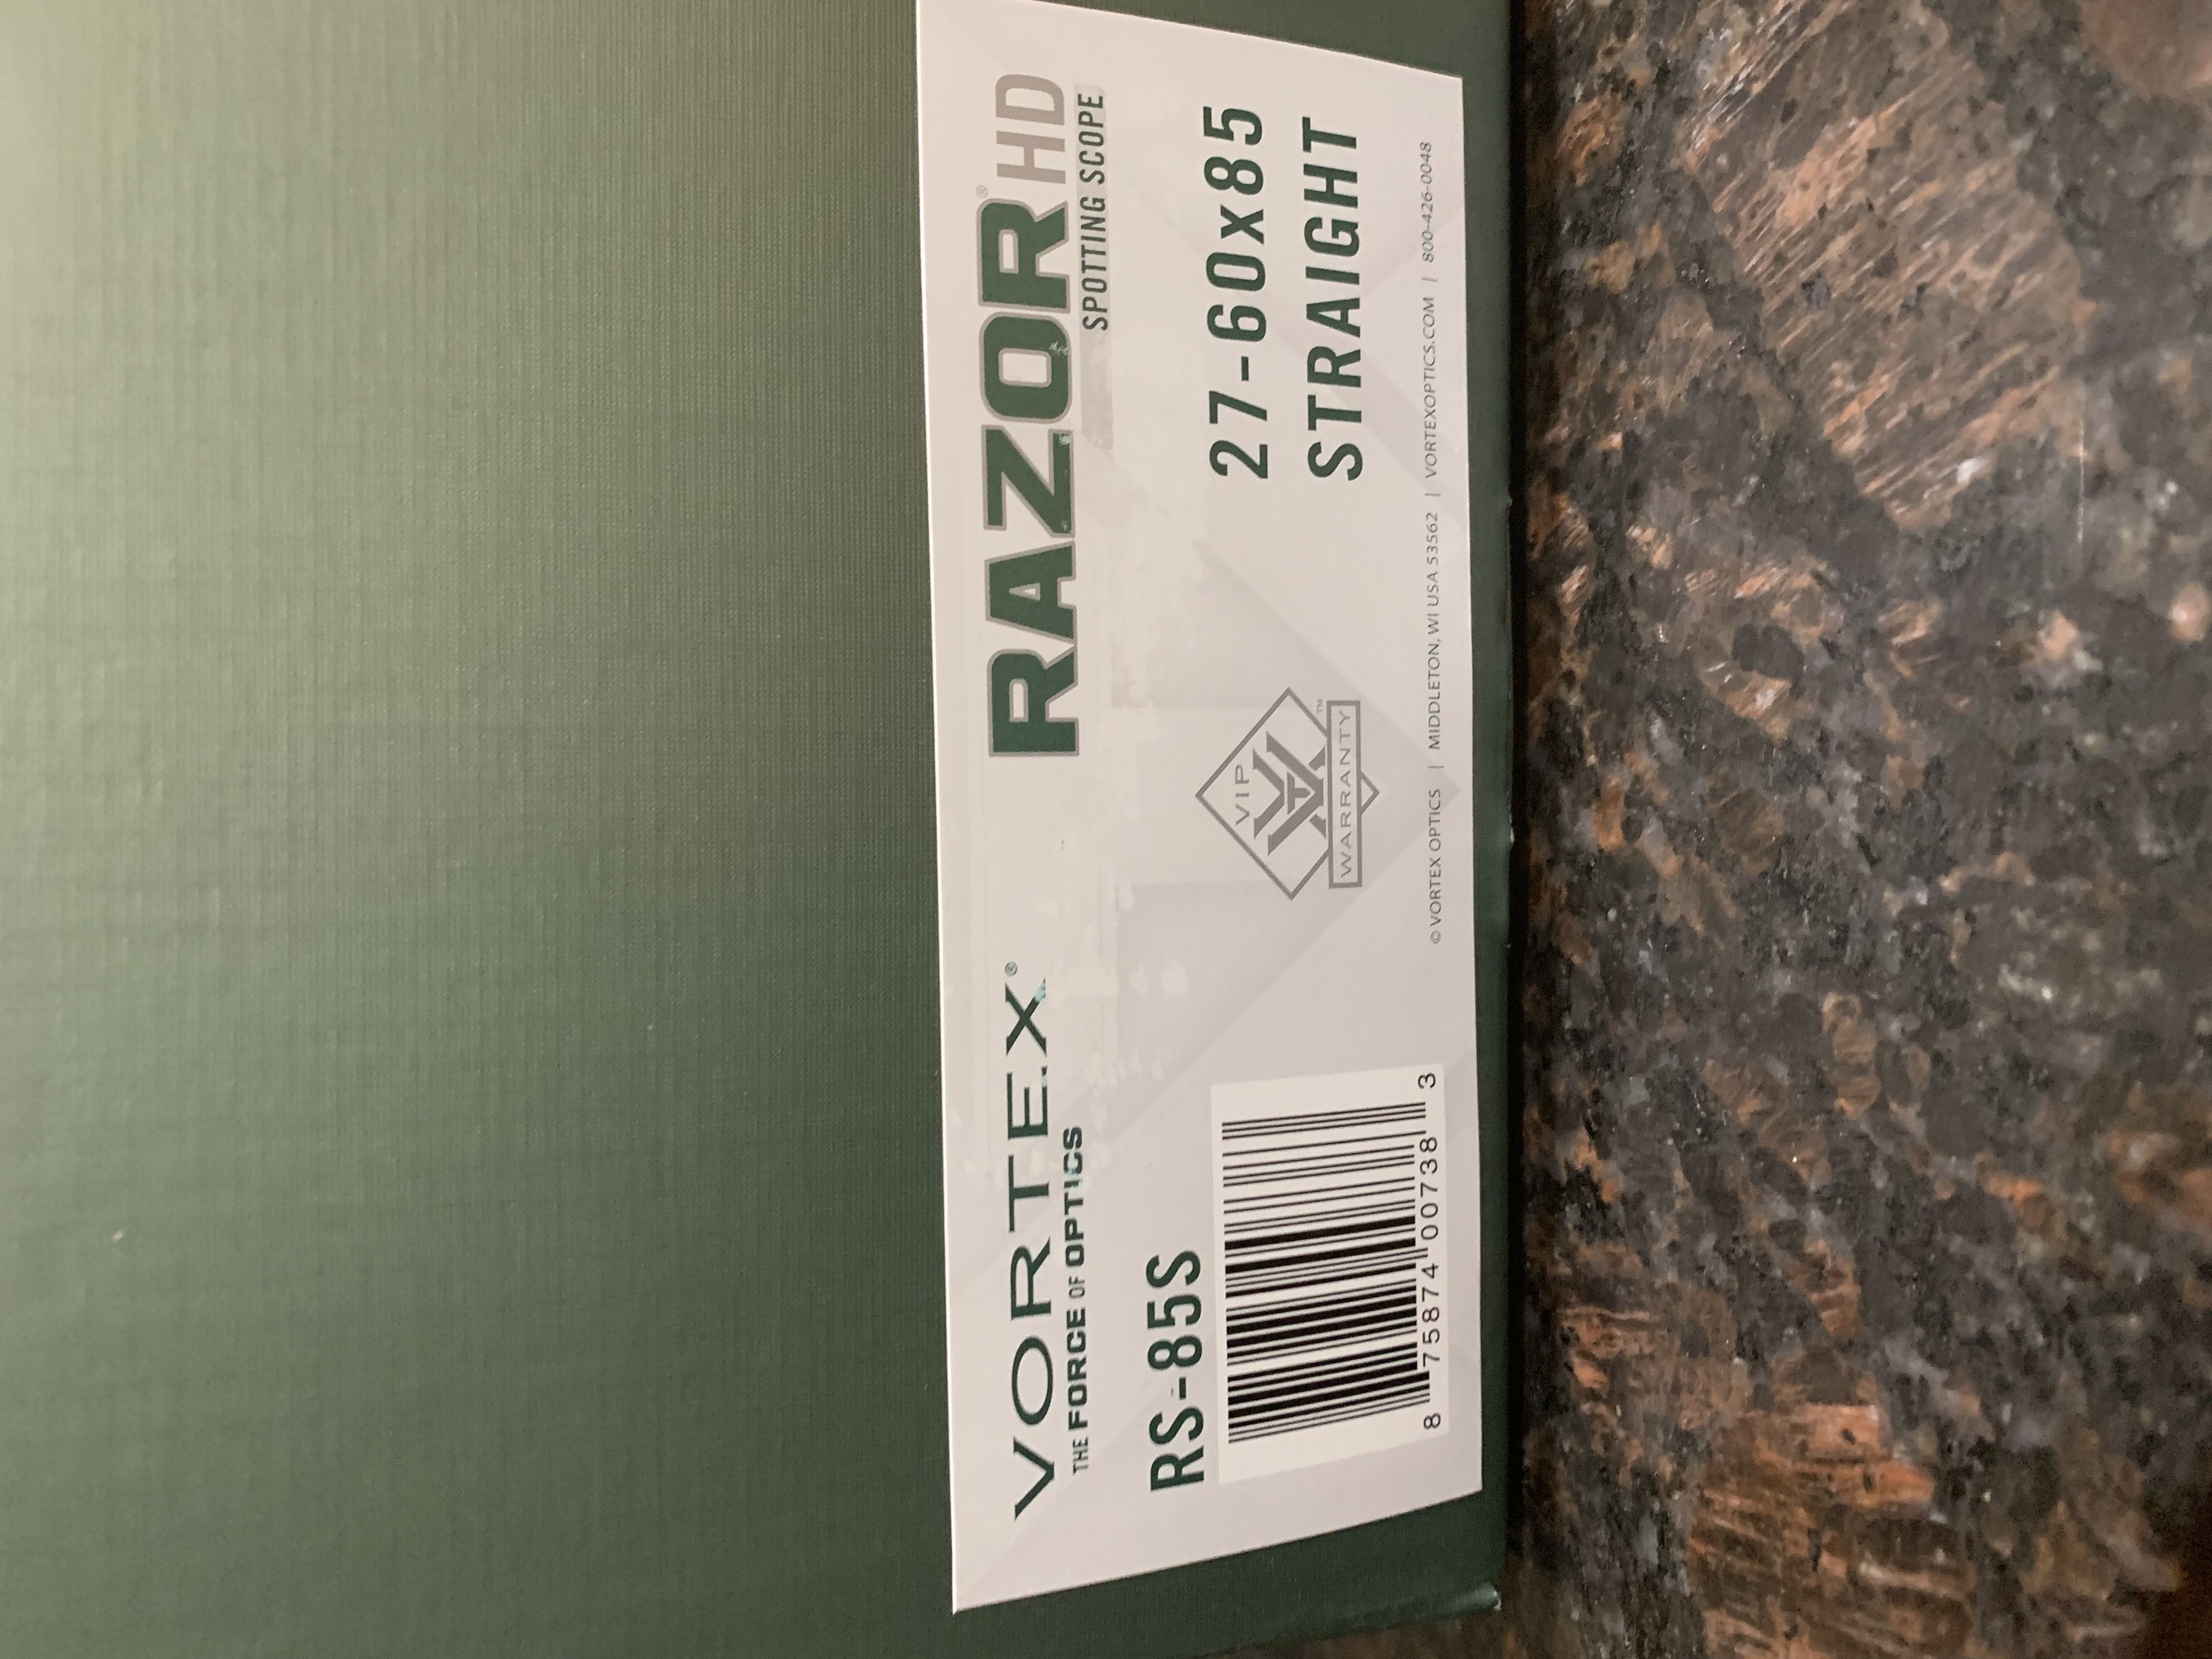 VORTEX®
THE FORCE OF OPTICS
RAZOR® HD
SPOTTING SCOPE
RS-85S
27-60x85
STRAIGHT
VIP
WARRANTY™
8 75874 00738 3
© VORTEX OPTICS | MIDDLETON, WI USA 53562 | VORTEXOPTICS.COM | 800-426-0048